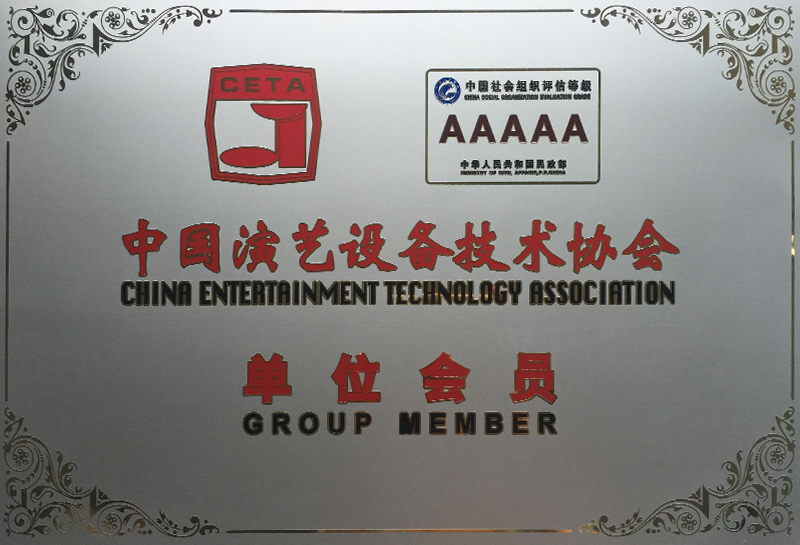 CETA
中国社会组织评估等级
CHINA SOCIAL ORGANIZATION EVALUATION GRADE
AAAAA
中华人民共和国民政部
MINISTRY OF CIVIL AFFAIRS,P.R.CHINA
中国演艺设备技术协会
CHINA ENTERTAINMENT TECHNOLOGY ASSOCIATION
单位会员
GROUP MEMBER